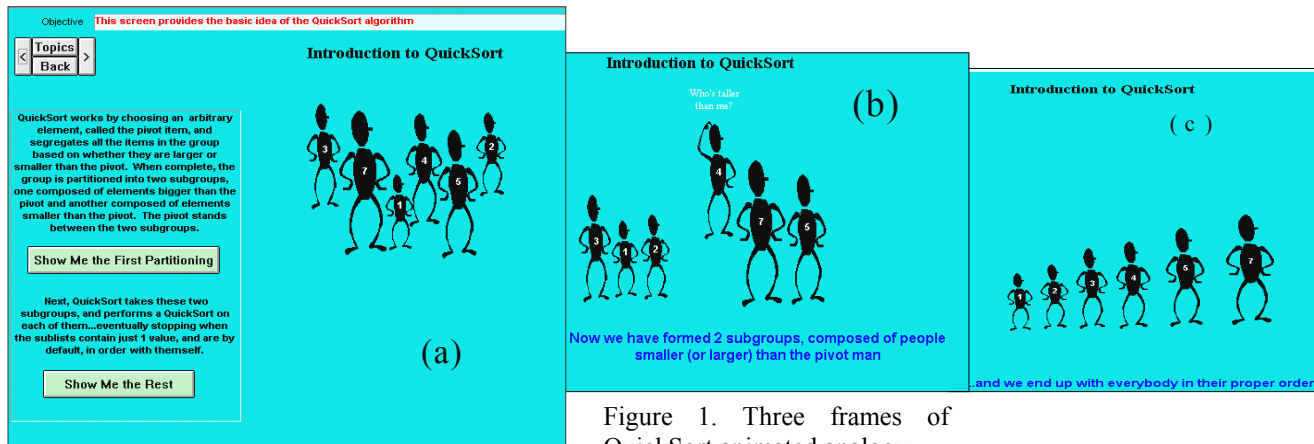 Objective This screen provides the basic idea of the QuickSort algorithm
< Topics >
Back
Introduction to QuickSort
QuickSort works by choosing an arbitrary
element, called the pivot item, and
segregates all the items in the group
based on whether they are larger or
smaller than the pivot. When complete, the
group is partitioned into two subgroups,
one composed of elements bigger than the
pivot and another composed of elements
smaller than the pivot. The pivot stands
between the two subgroups.
Show Me the First Partitioning
Next, QuickSort takes these two
subgroups, and performs a QuickSort on
each of them...eventually stopping when
the sublists contain just 1 value, and are by
default, in order with themself.
Show Me the Rest
3 7 1 4 5 2
(a)
Introduction to QuickSort
Who's taller
than me?
(b)
3 1 2 4 7 5
Now we have formed 2 subgroups, composed of people
smaller (or larger) than the pivot man
Introduction to QuickSort
( c )
1 2 3 4 5 7
..and we end up with everybody in their proper order
Figure 1. Three frames of